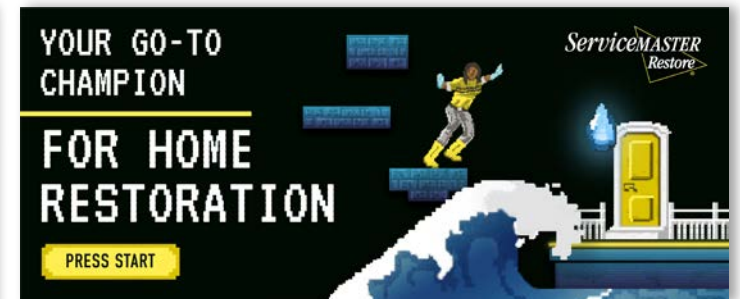 YOUR GO-TO
CHAMPION
FOR HOME
RESTORATION
PRESS START
ServiceMASTER
Restore